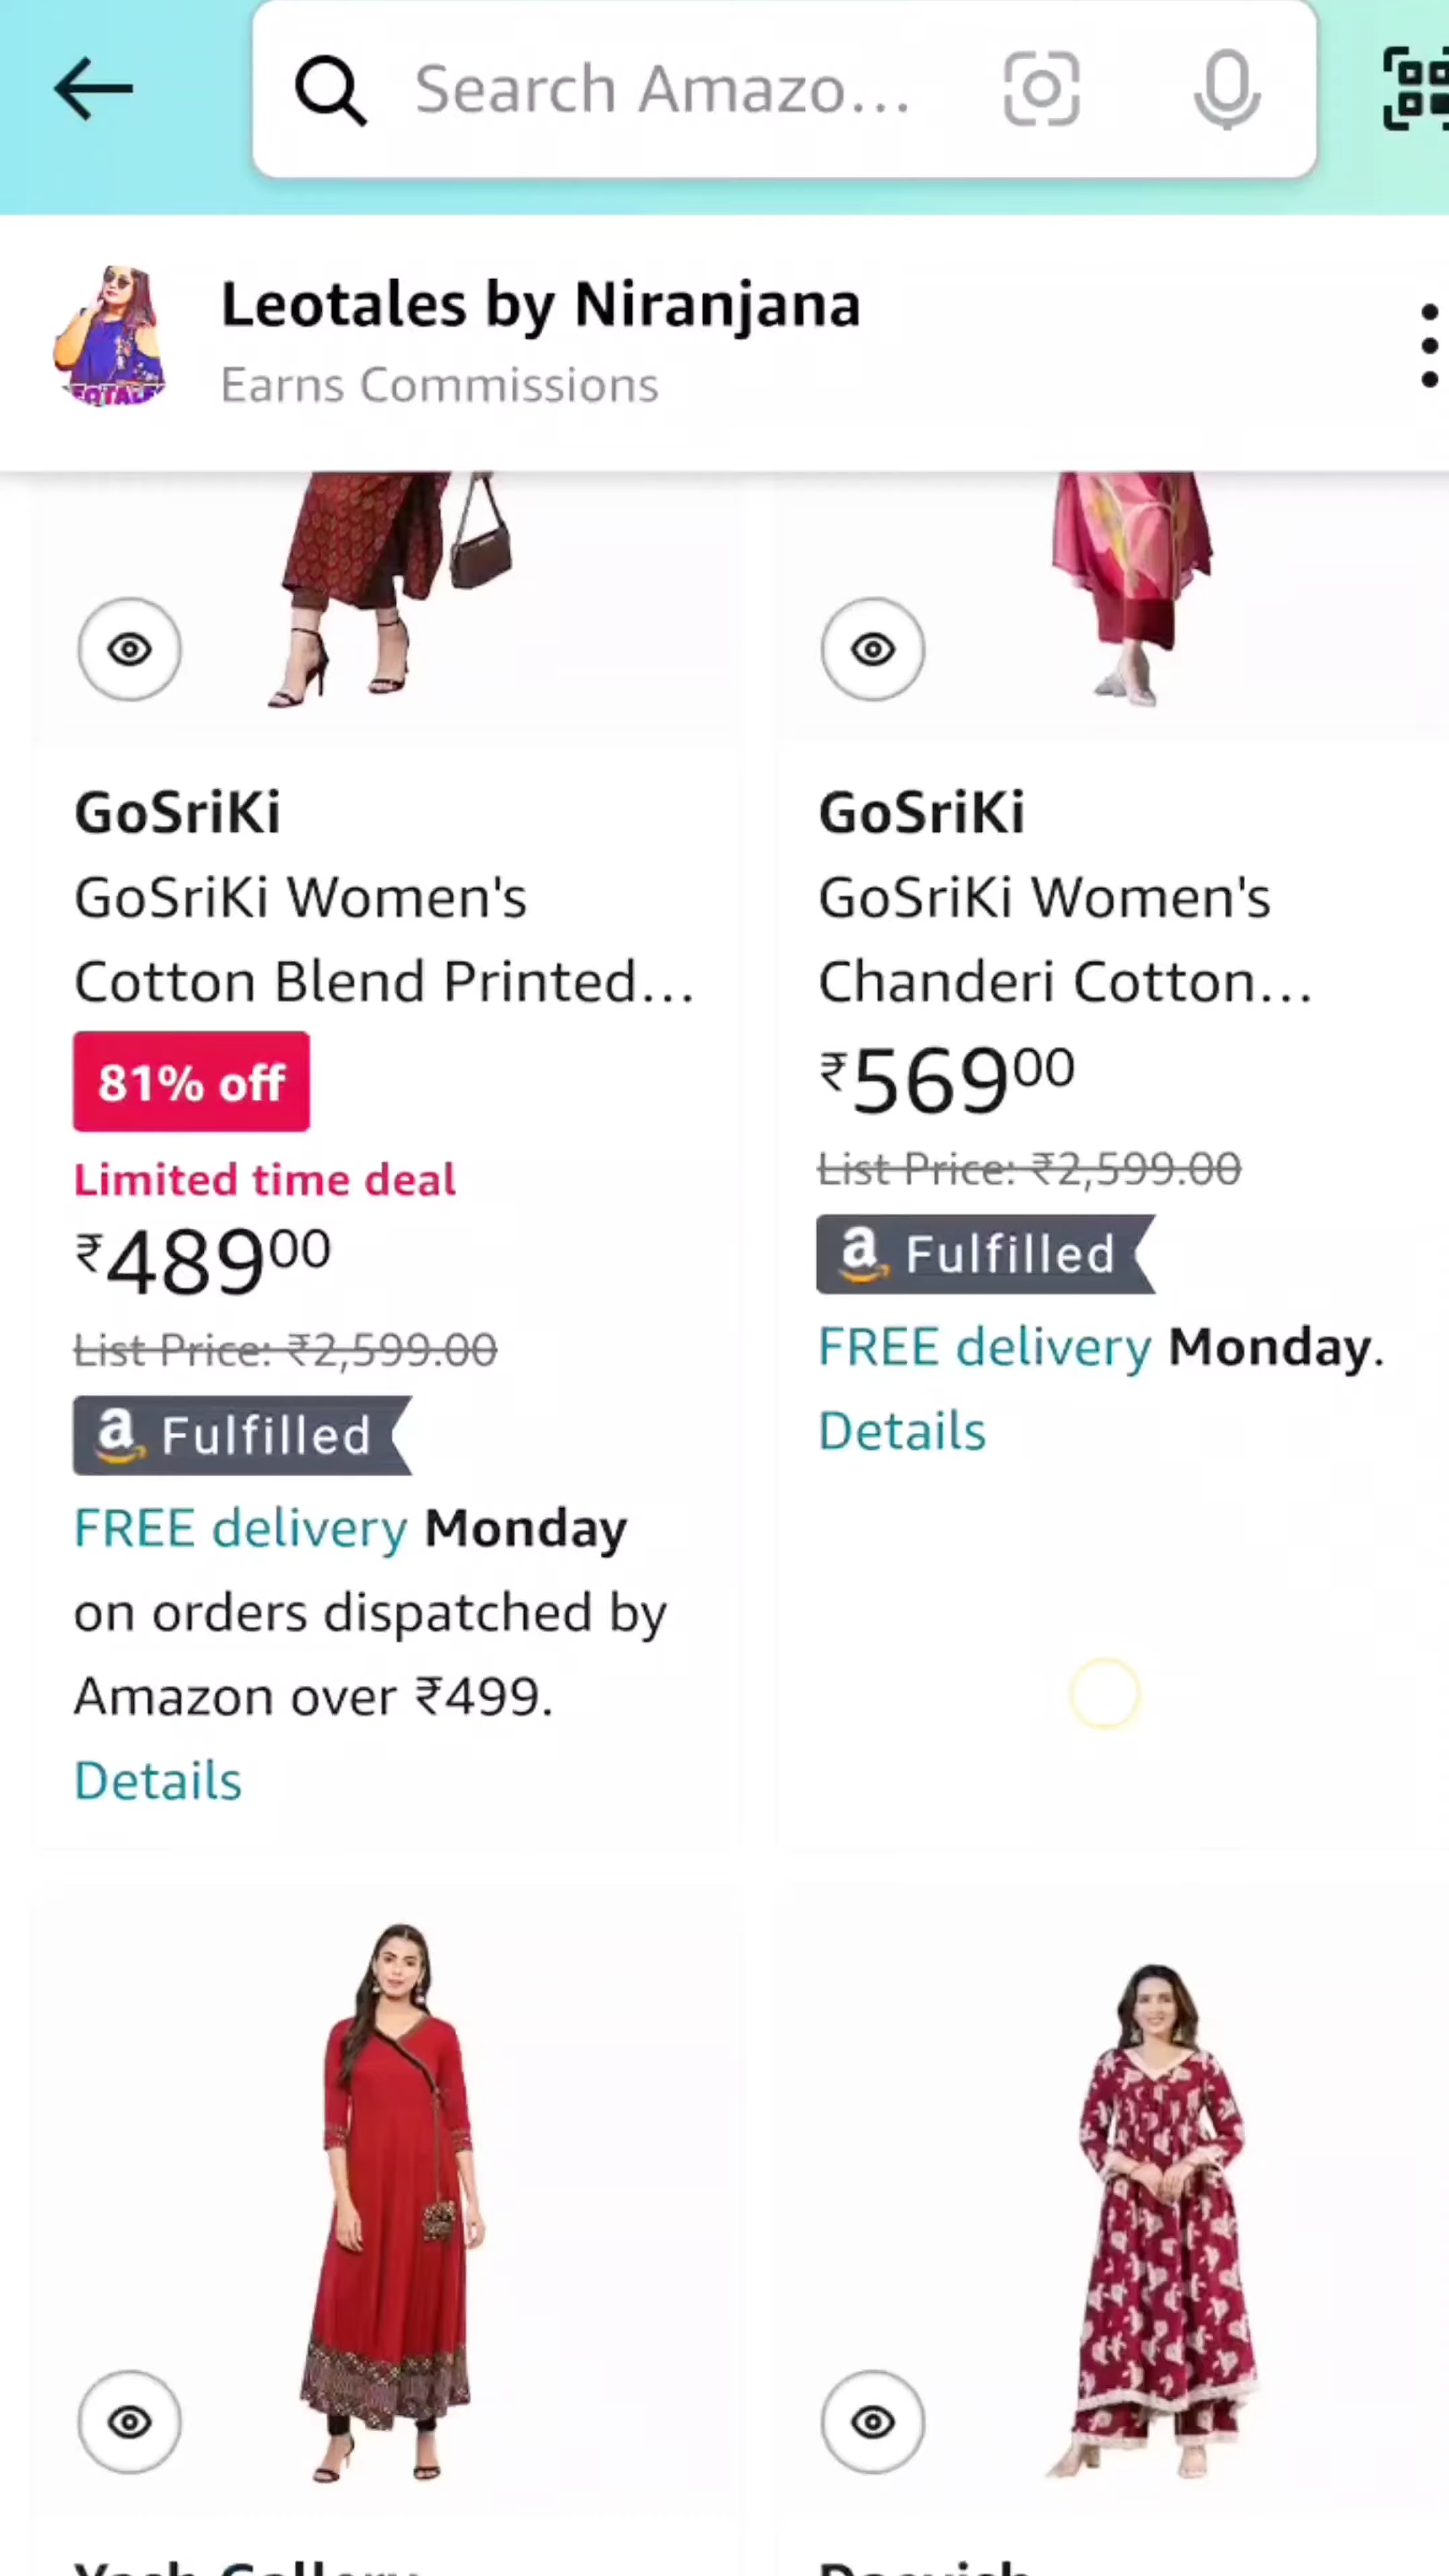 Search Amazo...
Leotales by Niranjana
Earns Commissions
GoSriKi
GoSriKi Women's
Cotton Blend Printed...
81% off
Limited time deal
₹48900
List Price: ₹2,599.00
a Fulfilled
FREE delivery Monday
on orders dispatched by
Amazon over ₹499.
Details
GoSriKi
GoSriKi Women's
Chanderi Cotton...
₹56900
List Price: ₹2,599.00
a Fulfilled
FREE delivery Monday.
Details